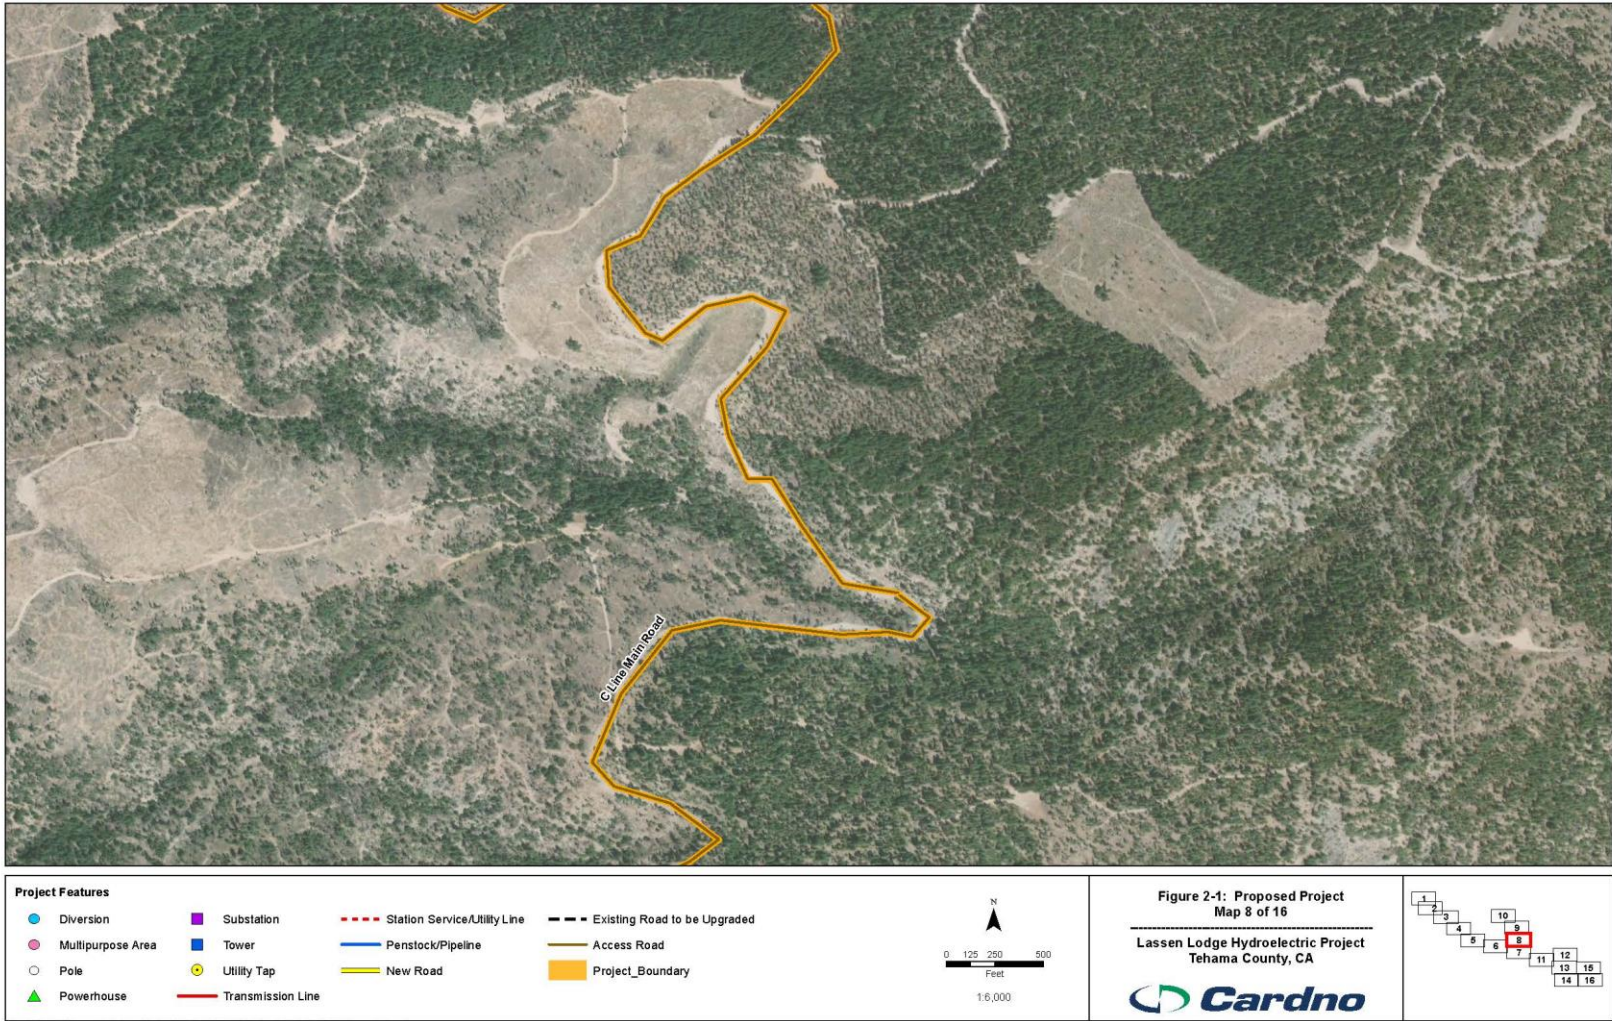 C Line Main Road
Project Features
Diversion
Multipurpose Area
Pole
Powerhouse
Substation
Tower
Utility Tap
Transmission Line
Station Service/Utility Line
Penstock/Pipeline
New Road
Existing Road to be Upgraded
Access Road
Project_Boundary
N
0 125 250 500
Feet
1:6,000
Figure 2-1: Proposed Project
Map 8 of 16
Lassen Lodge Hydroelectric Project
Tehama County, CA
Cardno
1
2
3
4
5
6
10
9
8
7
11
12
13 15
14 16